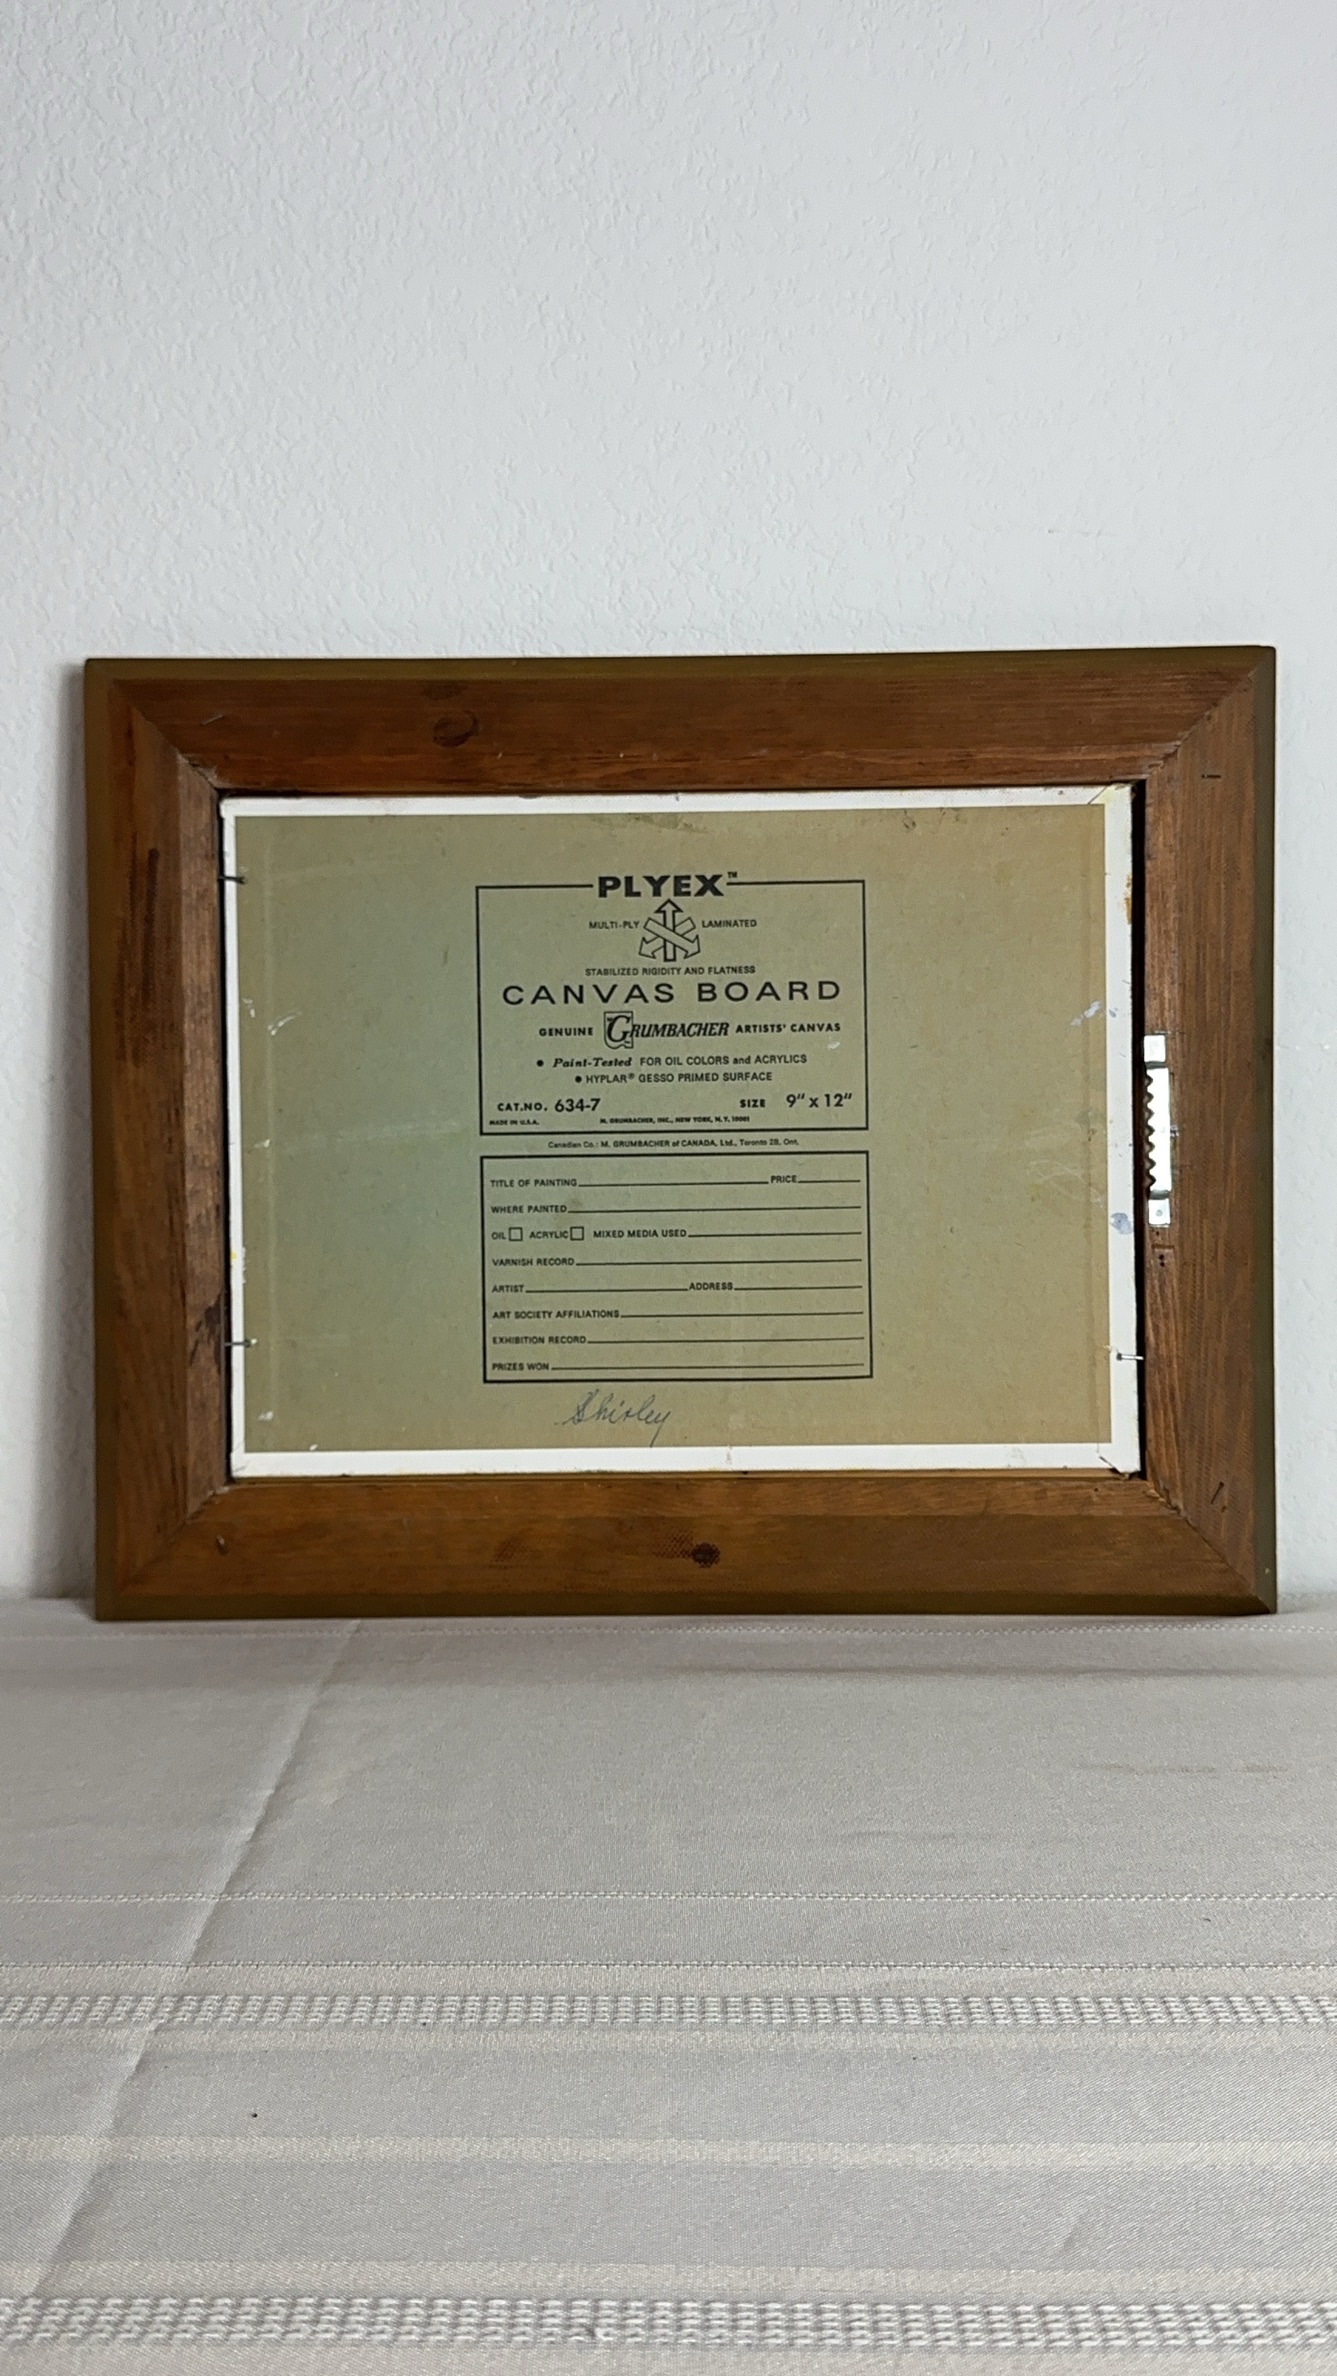 PLYEX™
MULTI-PLY LAMINATED
STABILIZED RIGIDITY AND FLATNESS
CANVAS BOARD
GENUINE GRUMBACHER ARTISTS' CANVAS
• Paint-Tested FOR OIL COLORS and ACRYLICS
• HYPLAR® GESSO PRIMED SURFACE
CAT.NO. 634-7 SIZE 9" x 12"
MADE IN U.S.A. M. GRUMBACHER, INC., NEW YORK, N.Y. 10001
Canadian Co.: M. GRUMBACHER of CANADA, Ltd., Toronto 2B, Ont.
TITLE OF PAINTING PRICE
WHERE PAINTED
OIL ACRYLIC MIXED MEDIA USED
VARNISH RECORD
ARTIST ADDRESS
ART SOCIETY AFFILIATIONS
EXHIBITION RECORD
PRIZES WON
Shirley